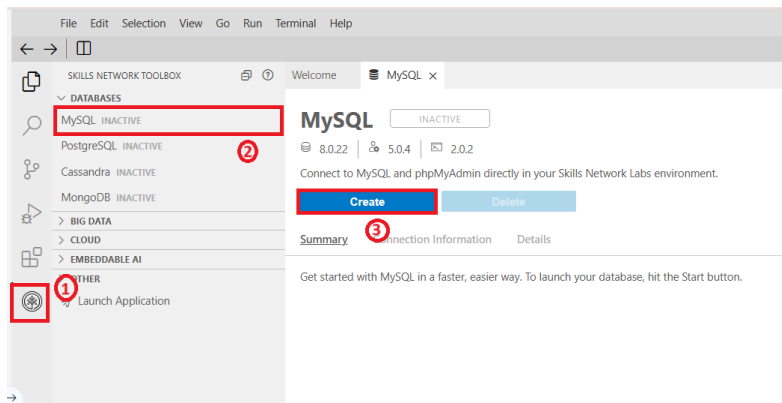 File Edit Selection View Go Run Terminal Help
SKILLS NETWORK TOOLBOX
DATABASES
MySQL INACTIVE
2
PostgreSQL INACTIVE
Cassandra INACTIVE
MongoDB INACTIVE
BIG DATA
CLOUD
EMBEDDABLE AI
OTHER
1
Launch Application
Welcome MySQL
MySQL INACTIVE
8.0.22 5.0.4 2.0.2
Connect to MySQL and phpMyAdmin directly in your Skills Network Labs environment.
Create Delete
3
Summary Connection Information Details
Get started with MySQL in a faster, easier way. To launch your database, hit the Start button.